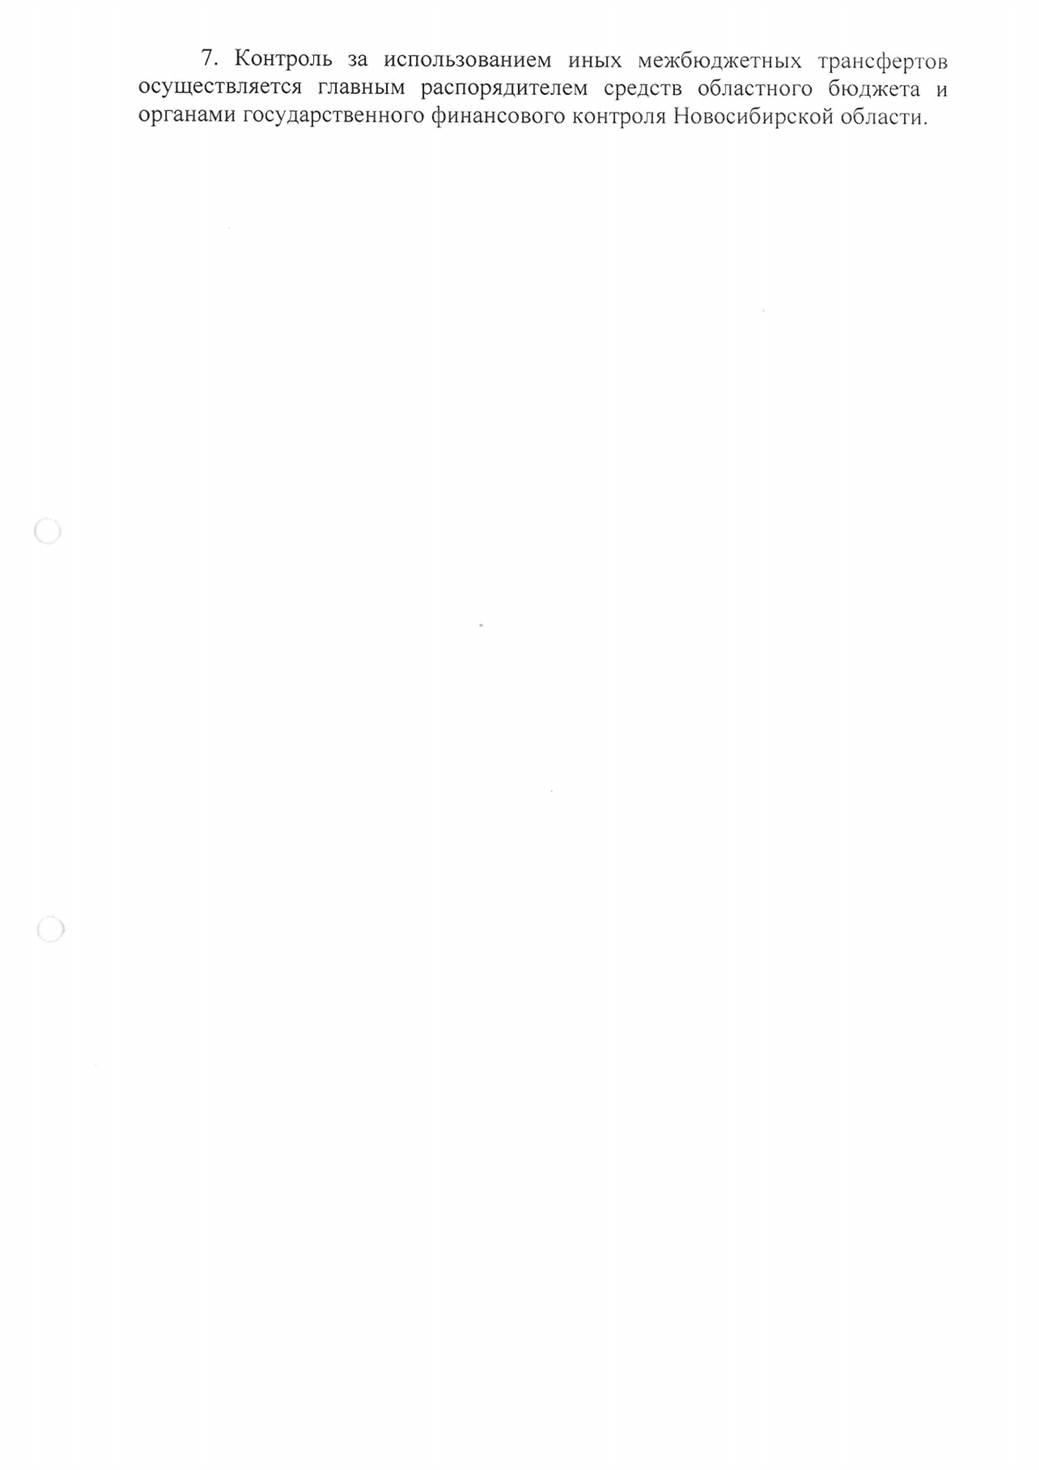 7. Контроль за использованием иных межбюджетных трансфертов
осуществляется главным распорядителем средств областного бюджета и
органами государственного финансового контроля Новосибирской области.